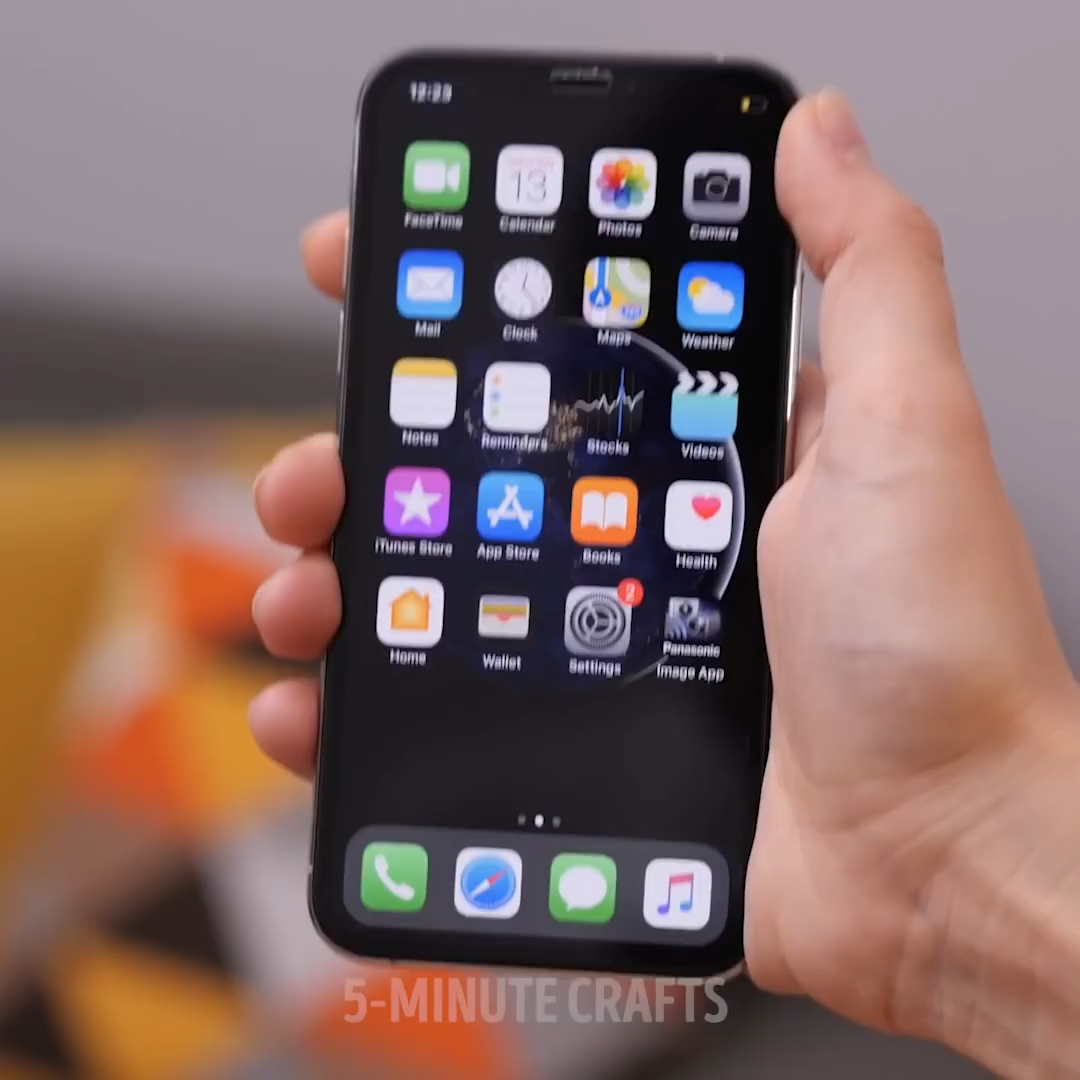 12:23
13
FaceTime Calendar Photos Camera
Mail Clock Maps Weather
Notes Reminders Stocks Videos
iTunes Store App Store Books Health
2
Panasonic
Home Wallet Settings Image App
5-MINUTE CRAFTS